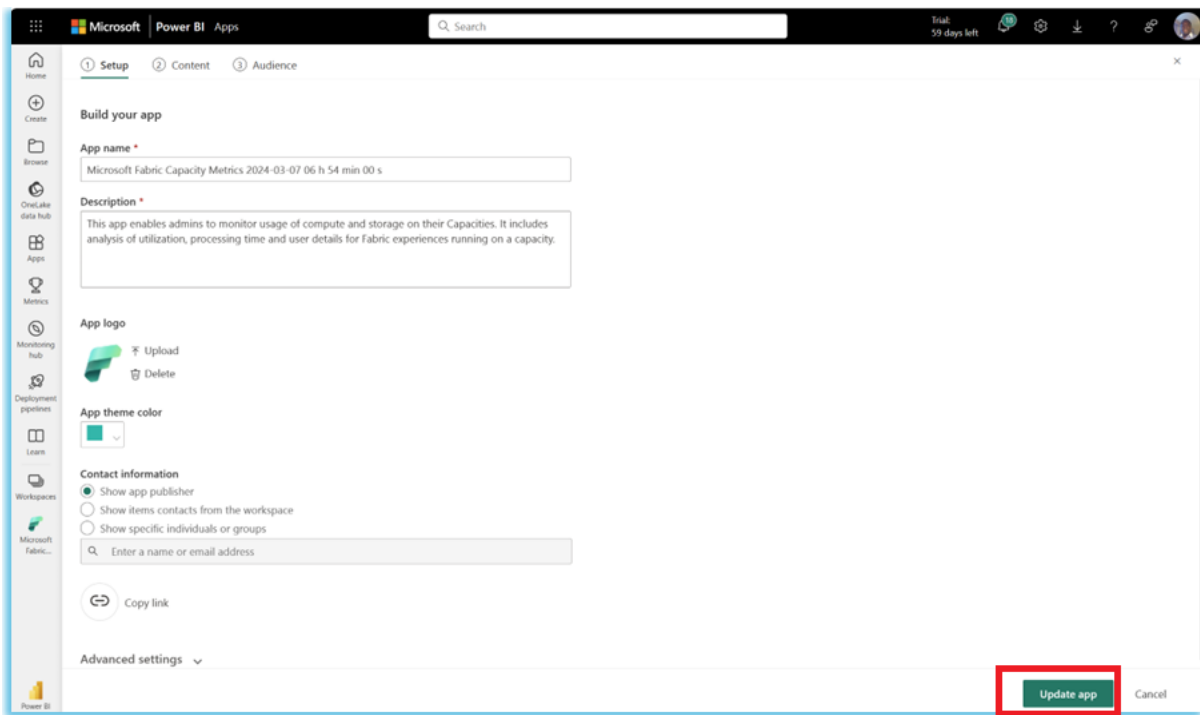 Microsoft Power BI Apps
Search
Trial:
59 days left
10
?
Home
Create
Browse
OneLake
data hub
Apps
Metrics
Monitoring
hub
Deployment
pipelines
Learn
Workspaces
Microsoft
Fabric...
Power BI
1 Setup 2 Content 3 Audience
Build your app
App name *
Microsoft Fabric Capacity Metrics 2024-03-07 06 h 54 min 00 s
Description *
This app enables admins to monitor usage of compute and storage on their Capacities. It includes
analysis of utilization, processing time and user details for Fabric experiences running on a capacity.
App logo
Upload
Delete
App theme color
Contact information
Show app publisher
Show items contacts from the workspace
Show specific individuals or groups
Enter a name or email address
Copy link
Advanced settings
Update app Cancel